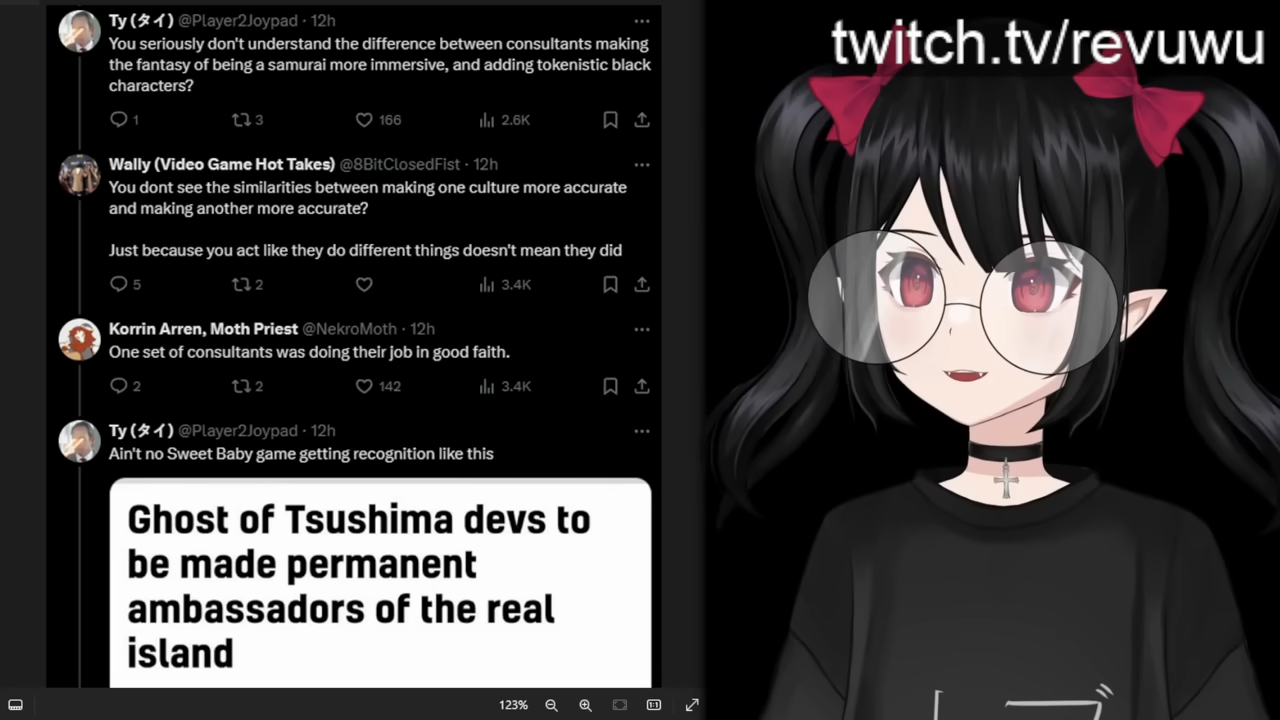 twitch.tv/revuwu
Ty (タイ) @Player2Joypad · 12h
You seriously don't understand the difference between consultants making
the fantasy of being a samurai more immersive, and adding tokenistic black
characters?
1 3 166 2.6K
Wally (Video Game Hot Takes) @8BitClosedFist · 12h
You dont see the similarities between making one culture more accurate
and making another more accurate?
Just because you act like they do different things doesn't mean they did
5 2 3.4K
Korrin Arren, Moth Priest @NekroMoth · 12h
One set of consultants was doing their job in good faith.
2 2 142 3.4K
Ty (タイ) @Player2Joypad · 12h
Ain't no Sweet Baby game getting recognition like this
Ghost of Tsushima devs to
be made permanent
ambassadors of the real
island
123% 1:1